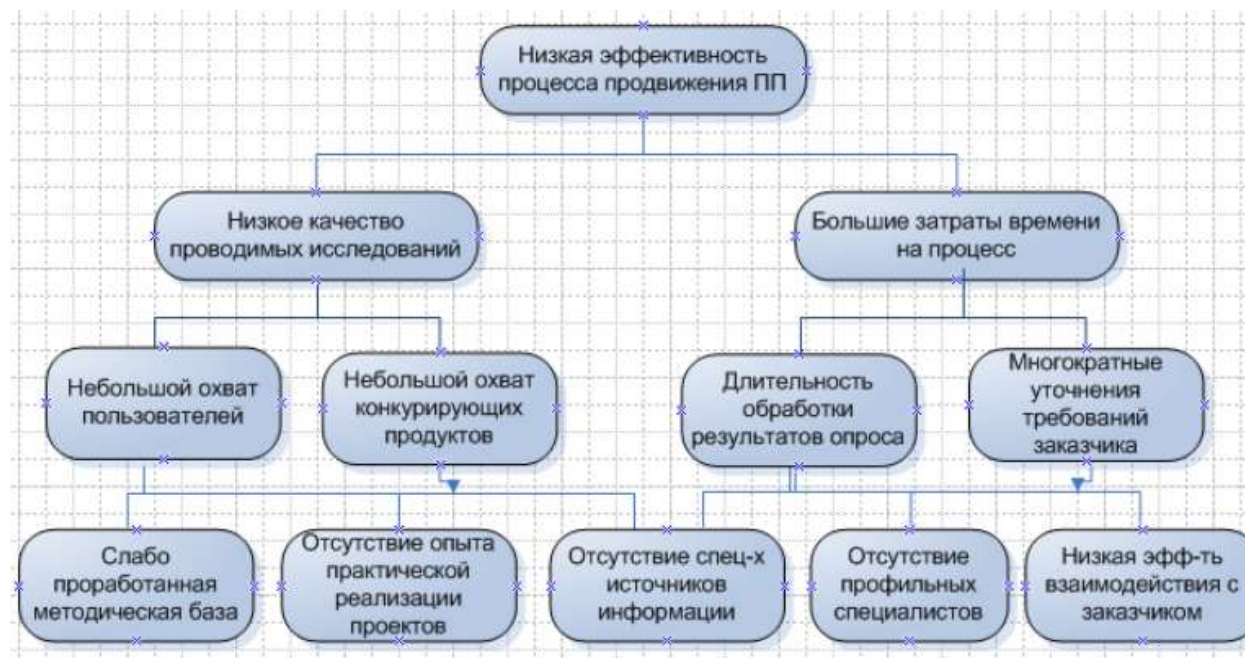 Низкая эффективность
процесса продвижения ПП
Низкое качество
проводимых исследований
Большие затраты времени
на процесс
Небольшой охват
пользователей
Небольшой охват
конкурирующих
продуктов
Длительность
обработки
результатов опроса
Многократные
уточнения
требований
заказчика
Слабо
проработанная
методическая база
Отсутствие опыта
практической
реализации
проектов
Отсутствие спец-х
источников
информации
Отсутствие
профильных
специалистов
Низкая эфф-ть
взаимодействия с
заказчиком